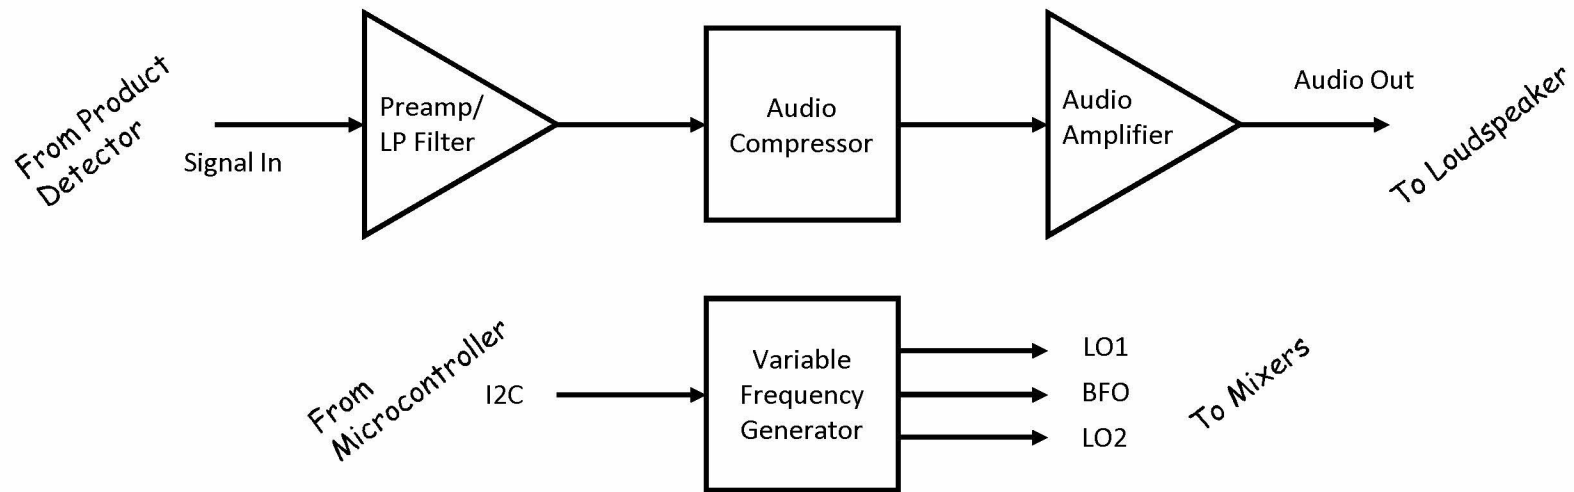 From Product
Detector
Signal In
Preamp/
LP Filter
Audio
Compressor
Audio
Amplifier
Audio Out
To Loudspeaker
From
Microcontroller
I2C
Variable
Frequency
Generator
LO1
BFO
LO2
To Mixers